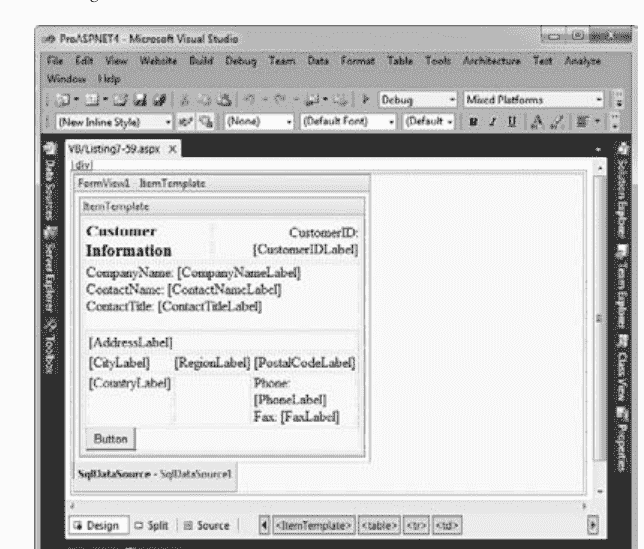 ProASPNET4 - Microsoft Visual Studio
File Edit View Website Build Debug Team Data Format Table Tools Architecture Test Analyze
Window Help
Debug Mixed Platforms
(New Inline Style) (None) (Default Font) (Default B I U A
VB/Listing7-39.aspx X
div
FormView1 - ItemTemplate
ItemTemplate
Customer Information
CustomerID: [CustomerIDLabel]
CompanyName: [CompanyNameLabel]
ContactName: [ContactNameLabel]
ContactTitle: [ContactTitleLabel]
[AddressLabel]
[CityLabel] [RegionLabel] [PostalCodeLabel]
[CountryLabel] Phone:
[PhoneLabel]
Fax: [FaxLabel]
Button
SqlDataSource - SqlDataSource1
Design Split Source <ItemTemplate> <table> <tr> <td>
Data Sources
Server Explorer
Toolbox
Solution Explorer
Team Explorer
Class View
Properties